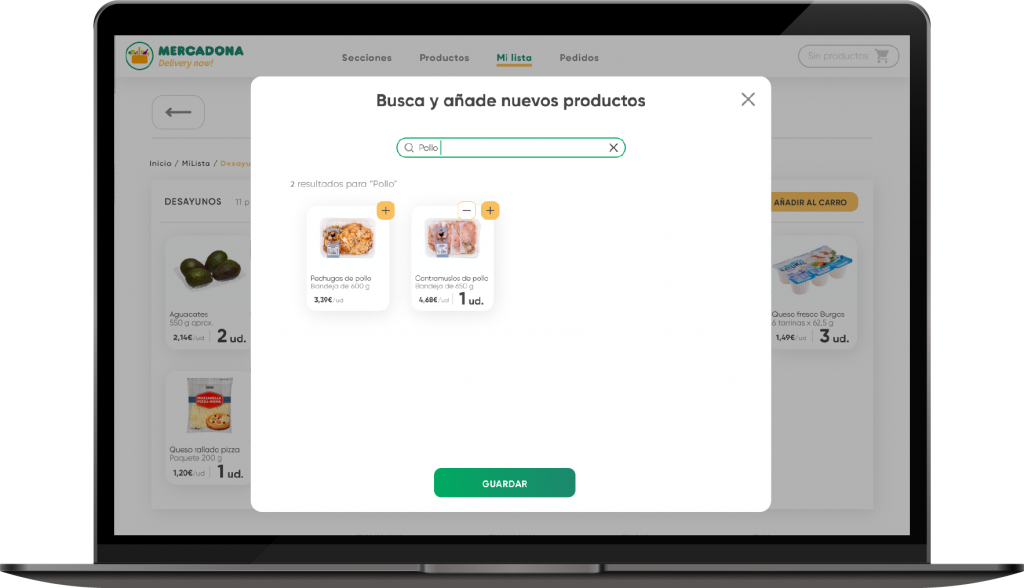 MERCADONA
Delivery now!
Secciones
Productos
Mi lista
Pedidos
Sin productos
Busca y añade nuevos productos
Pollo
Inicio / MiLista / Desayu
2 resultados para "Pollo"
DESAYUNOS 11 p
AÑADIR AL CARRO
Pechugas de pollo
Bandeja de 600 g
3,39€/ud
Contramuslos de pollo
Bandeja de 650 g
4,68€/ud 1 ud.
Aguacates
550 g aprox.
2,14€/ud 2 ud.
Queso fresco Burgos
6 tarrinas x 62,5 g
1,49€/ud 3 ud.
MOZZARELLA
PIZZA-ROMA
Queso rallado pizza
Paquete 200 g
1,20€/ud 1 ud.
GUARDAR